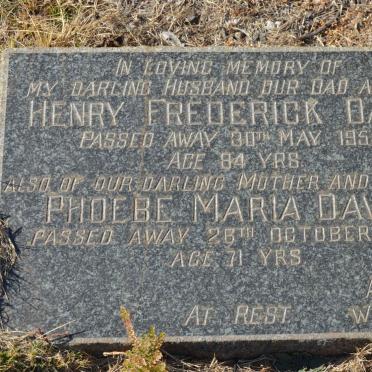 IN LOVING MEMORY OF
MY DARLING HUSBAND OUR DAD A
HENRY FREDERICK DA
PASSED AWAY 30TH MAY 195
AGE 84 YRS
ALSO OF OUR DARLING MOTHER AND
PHOEBE MARIA DAV
PASSED AWAY 26TH OCTOBER
AGE 71 YRS
AT REST W